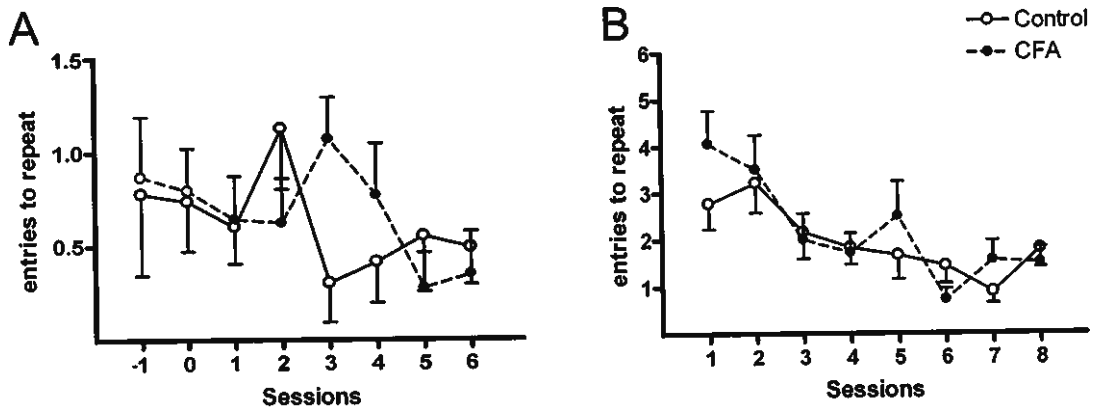 A
1.5
1.0
0.5
entries to repeat
-1 0 1 2 3 4 5 6
Sessions
B
Control
CFA
6
5
4
3
2
1
entries to repeat
1 2 3 4 5 6 7 8
Sessions